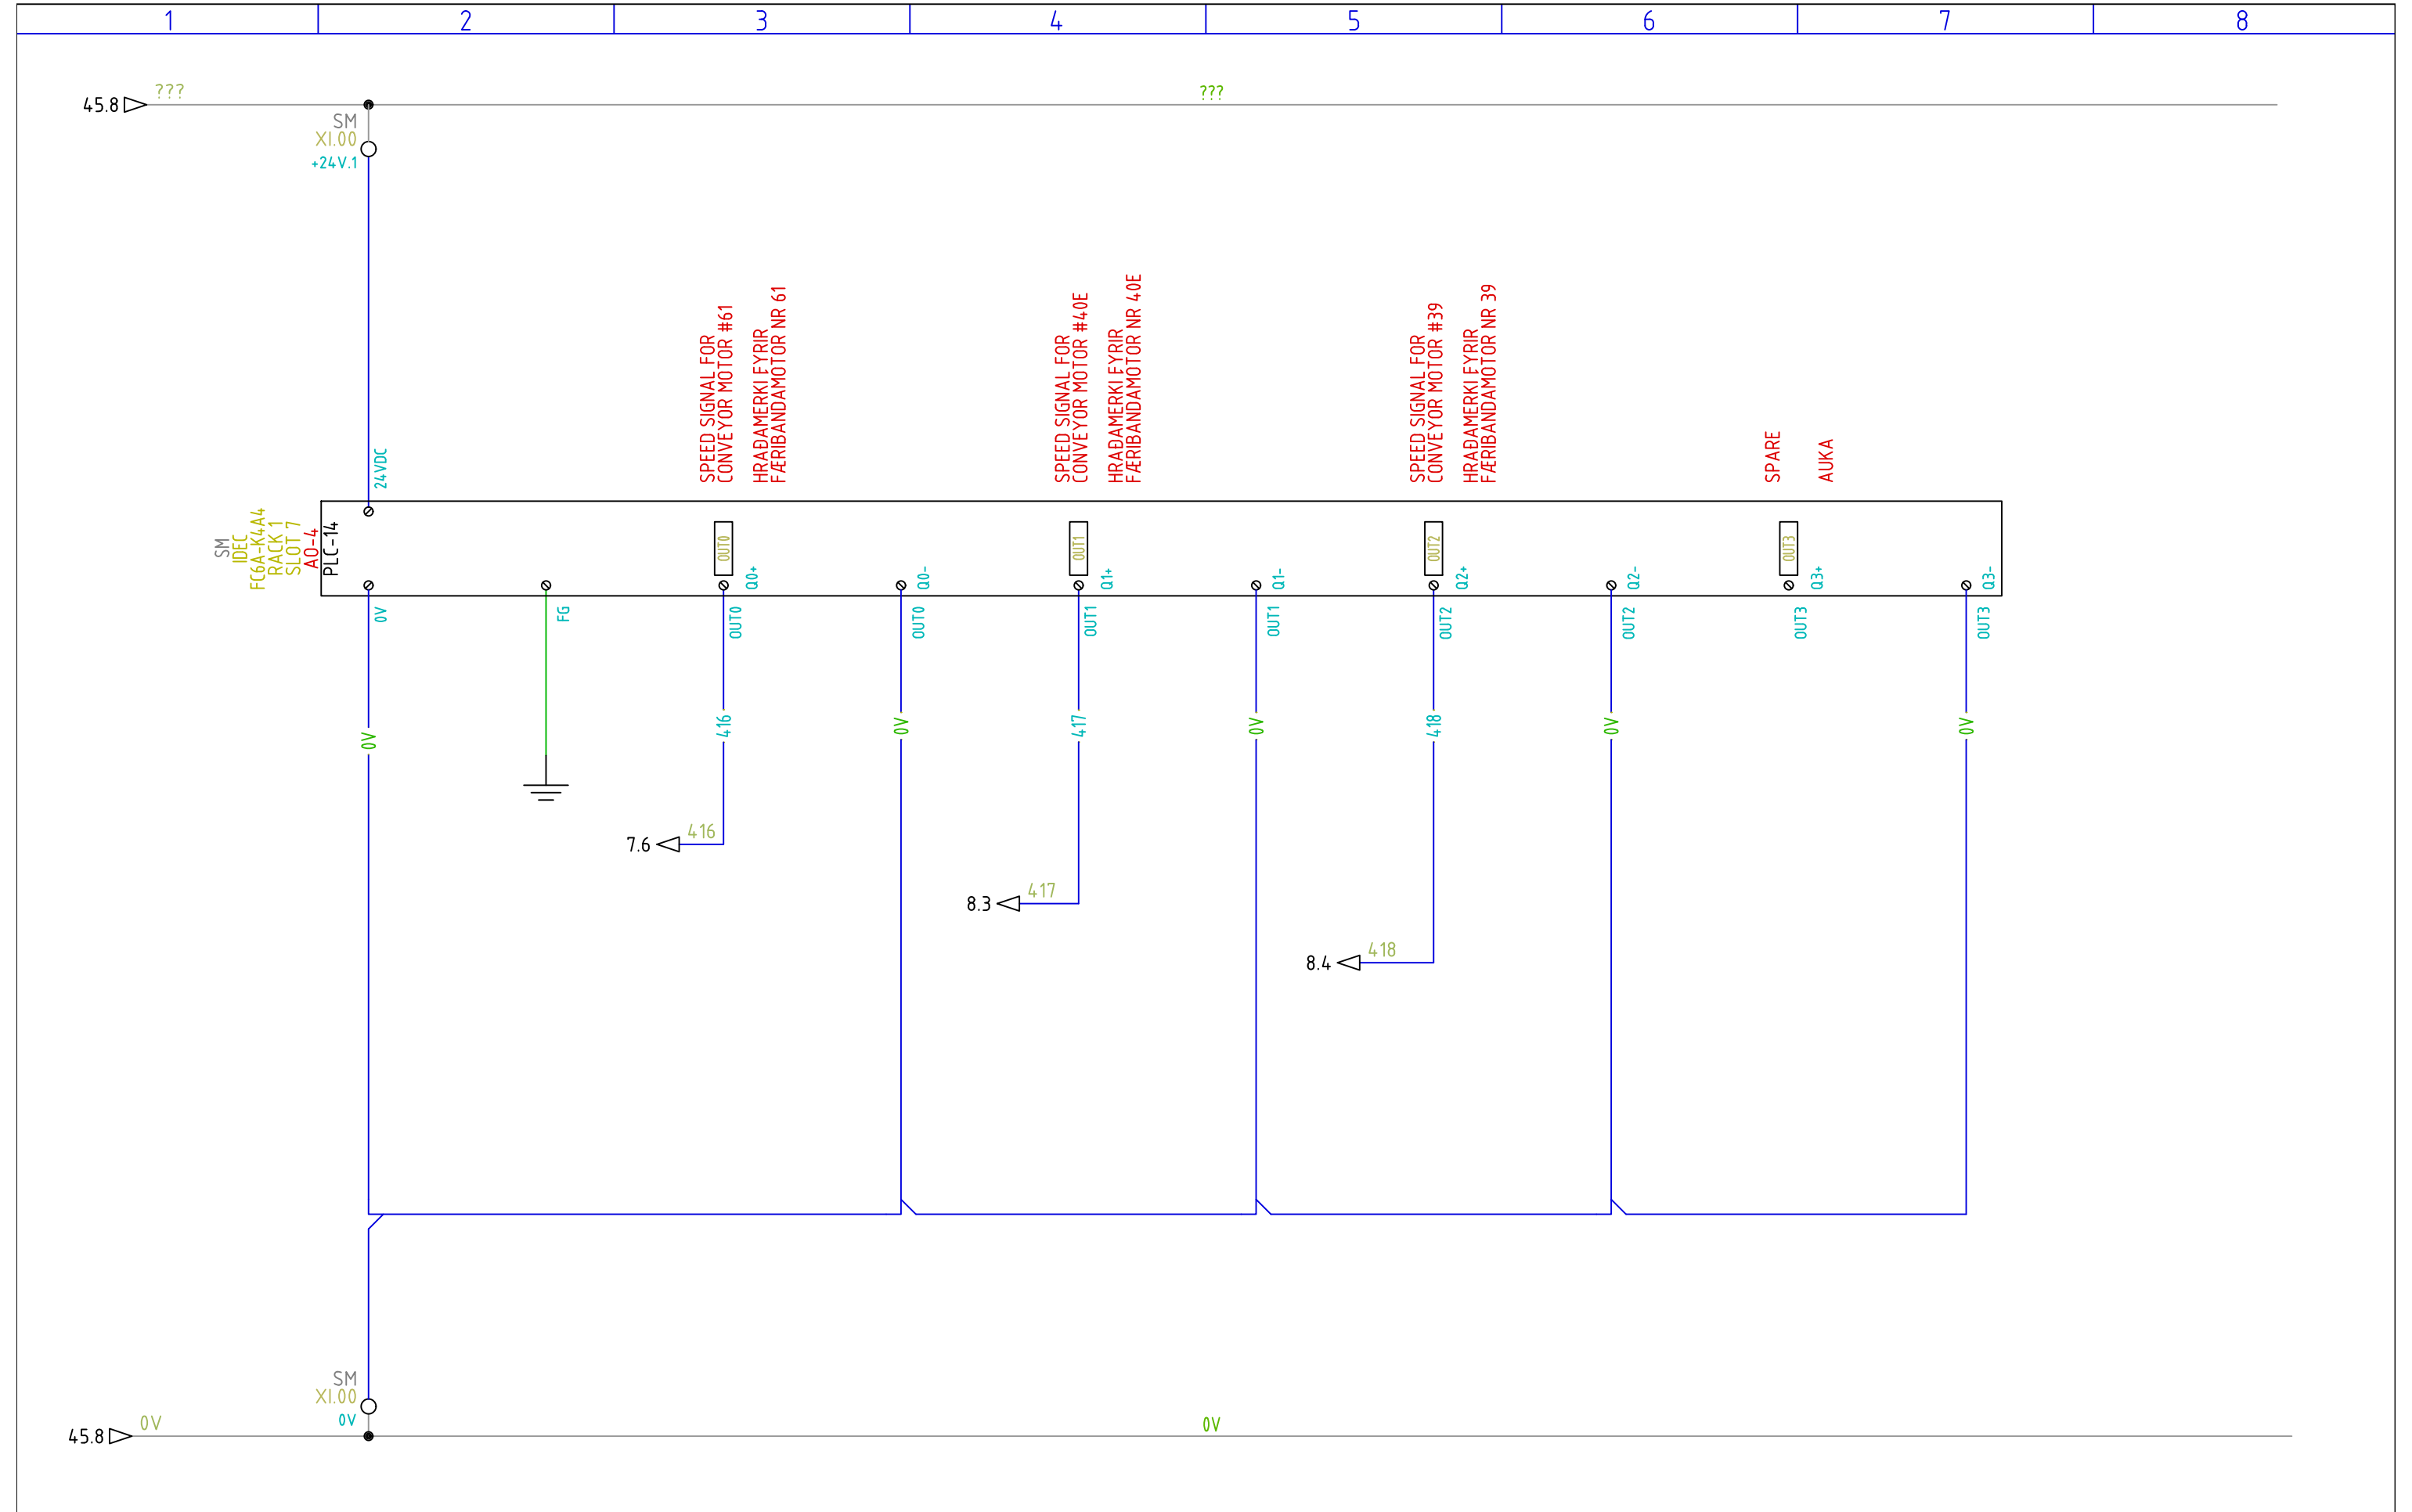 1 2 3 4 5 6 7 8
45.8 ??? ???
SM
XI.00
+24V.1
24VDC
SPEED SIGNAL FOR
CONVEYOR MOTOR #61
HRAÐAMERKI FYRIR
FÆRIBANDAMOTOR NR 61
SPEED SIGNAL FOR
CONVEYOR MOTOR #40E
HRAÐAMERKI FYRIR
FÆRIBANDAMOTOR NR 40E
SPEED SIGNAL FOR
CONVEYOR MOTOR #39
HRAÐAMERKI FYRIR
FÆRIBANDAMOTOR NR 39
SPARE
AUKA
SM
IDEC
FC6A-K4A4
RACK 1
SLOT 7
AO-4
PLC-14
OUT0 OUT1 OUT2 OUT3
Q0+ Q0- Q1+ Q1- Q2+ Q2- Q3+ Q3-
0V FG OUT0 OUT0 OUT1 OUT1 OUT2 OUT2 OUT3 OUT3
0V 416 0V 417 0V 418 0V 0V
7.6 416
8.3 417
8.4 418
SM
XI.00
0V
45.8 0V 0V